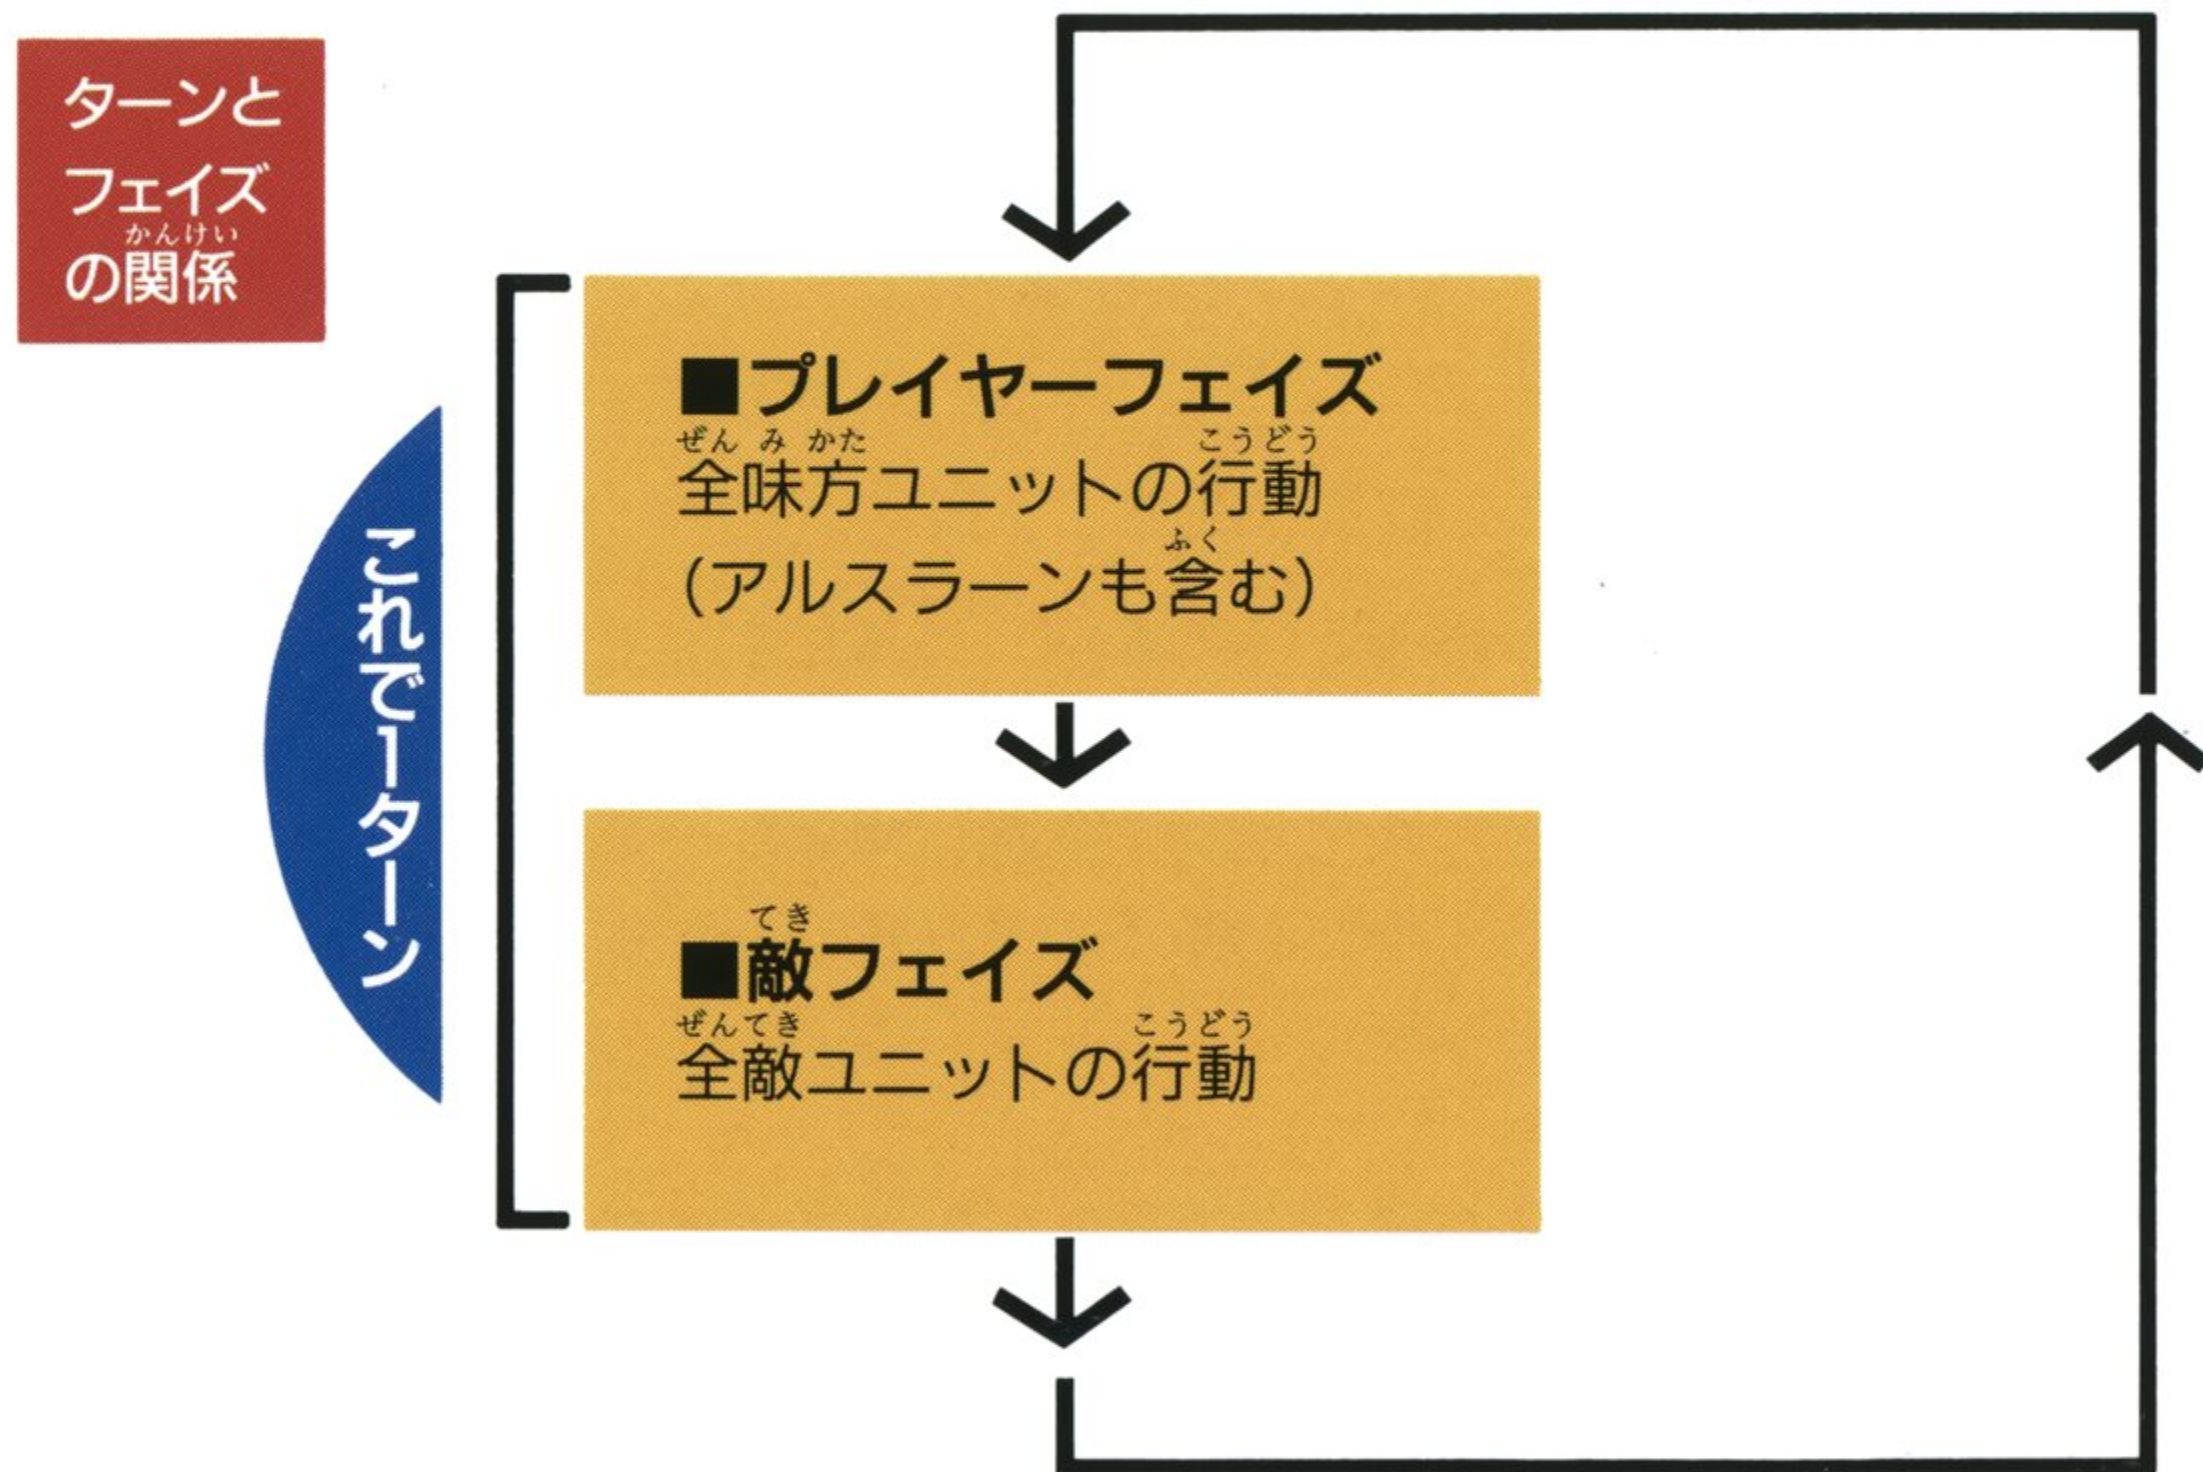 ターンと
フェイズ
かんけい
の関係
これで1ターン
■プレイヤーフェイズ
ぜん み かた こうどう
全味方ユニットの行動
ふく
(アルスラーンも含む)
てき
■敵フェイズ
ぜんてき こうどう
全敵ユニットの行動